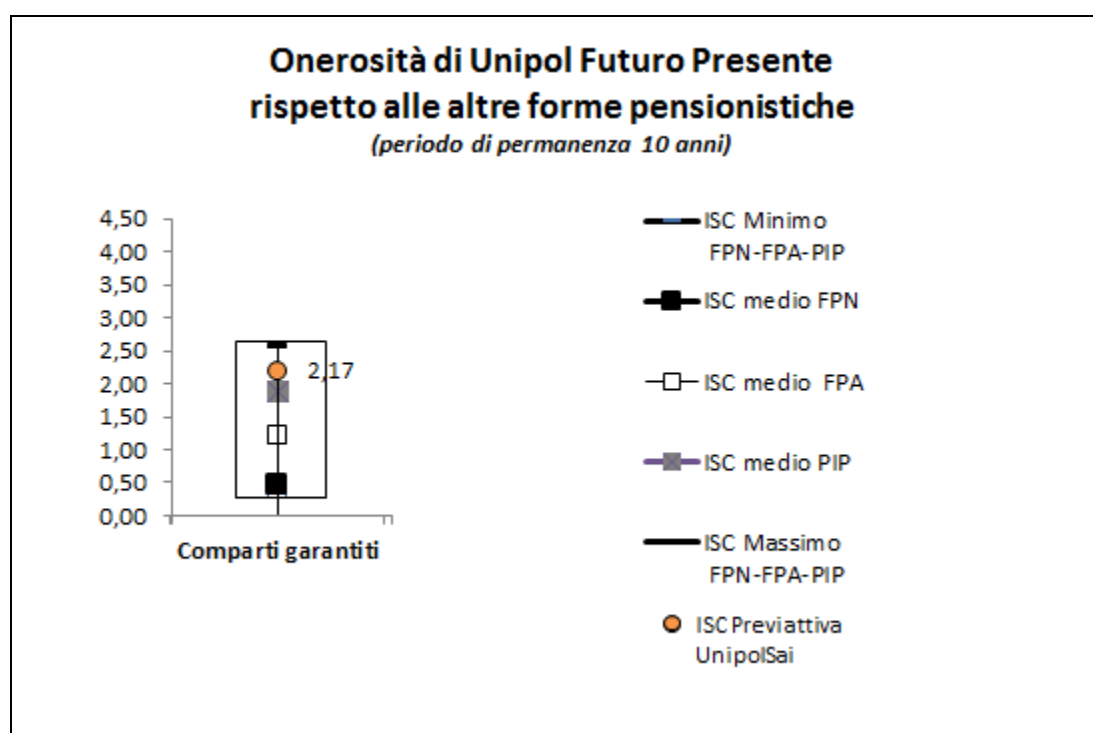 Onerosità di Unipol Futuro Presente
rispetto alle altre forme pensionistiche
(periodo di permanenza 10 anni)
4,50
4,00
3,50
3,00
2,50
2,00
1,50
1,00
0,50
0,00
2,17
Comparti garantiti
ISC Minimo
FPN-FPA-PIP
ISC medio FPN
ISC medio FPA
ISC medio PIP
ISC Massimo
FPN-FPA-PIP
ISC Previattiva
UnipolSai